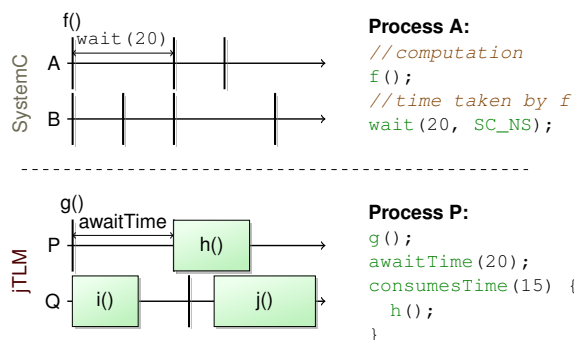 f()
wait(20)
A
B
SystemC
Process A:
//computation
f();
//time taken by f
wait(20, SC_NS);
g()
awaitTime
P
h()
Q
i()
j()
jTLM
Process P:
g();
awaitTime(20);
consumesTime(15) {
h();
}